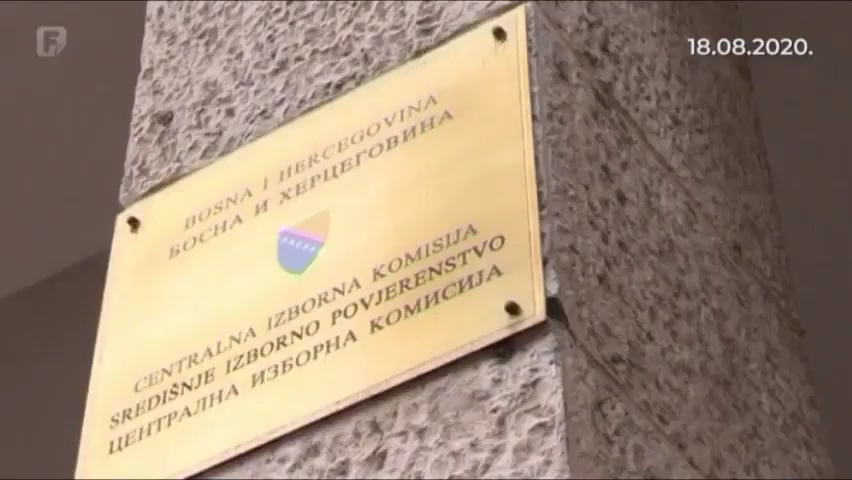 F
18.08.2020.
BOSNA I HERCEGOVINA
БОСНА И ХЕРЦЕГОВИНА
CENTRALNA IZBORNA KOMISIJA
SREDIŠNJE IZBORNO POVJERENSTVO
ЦЕНТРАЛНА ИЗБОРНА КОМИСИЈА